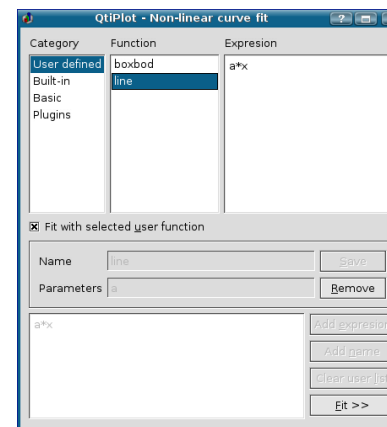 QtiPlot - Non-linear curve fit
Category Function Expresion
User defined boxbod a*x
Built-in line
Basic
Plugins
Fit with selected user function
Name line Save
Parameters a Remove
a*x
Add expresion
Add name
Clear user list
Fit >>